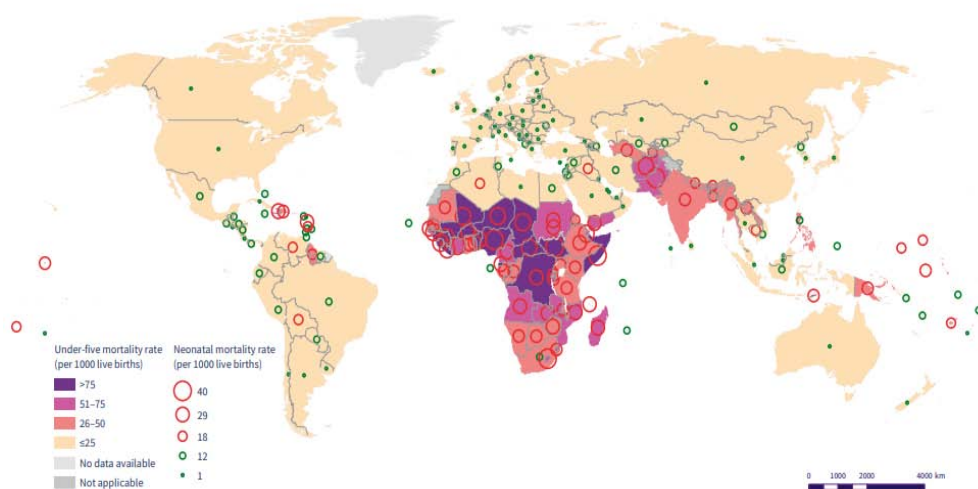 Under-five mortality rate
(per 1000 live births)
>75
51–75
26–50
≤25
No data available
Not applicable
Neonatal mortality rate
(per 1000 live births)
40
29
18
12
1
0 1000 2000 4000 km